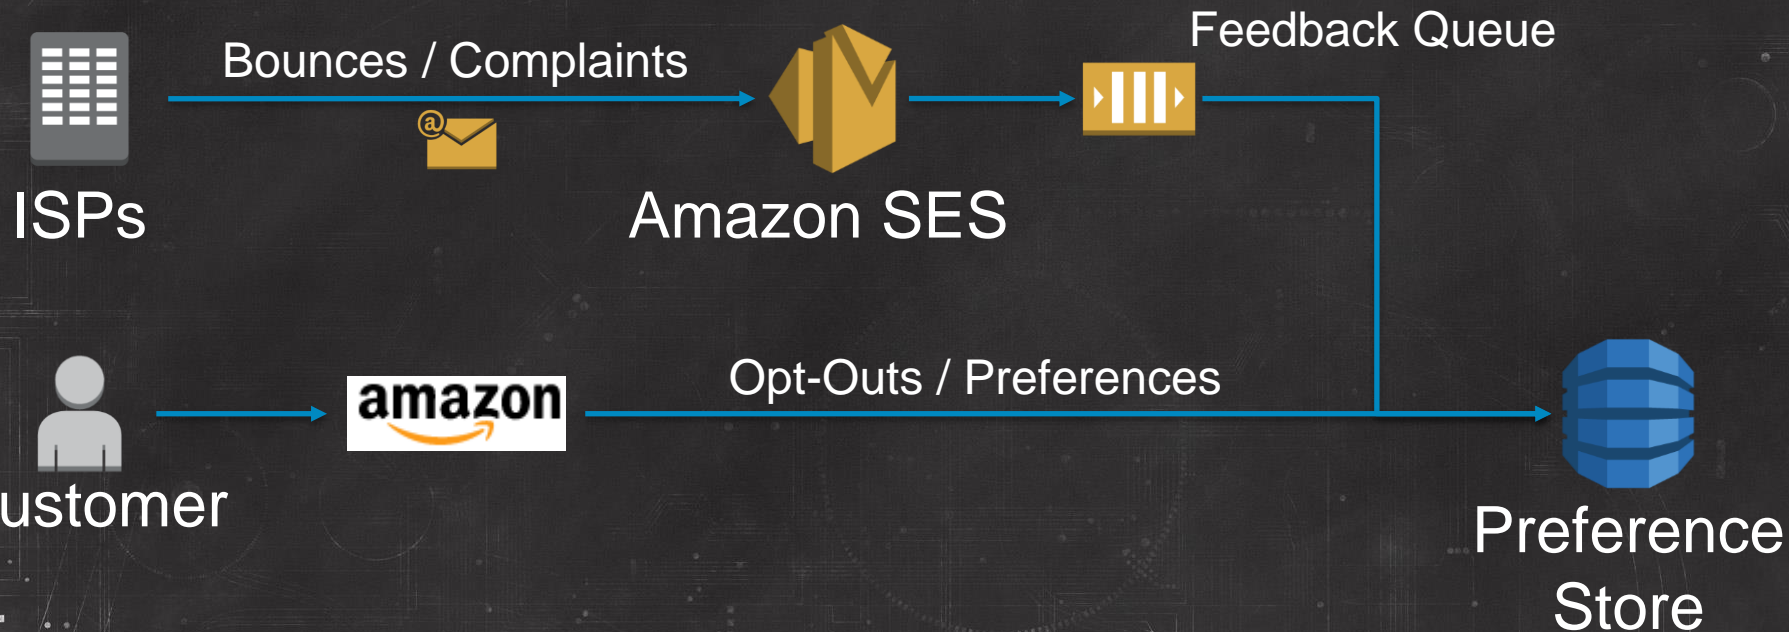 Feedback Queue
Bounces / Complaints
@
ISPs
Amazon SES
Opt-Outs / Preferences
amazon
ustomer
Preference
Store